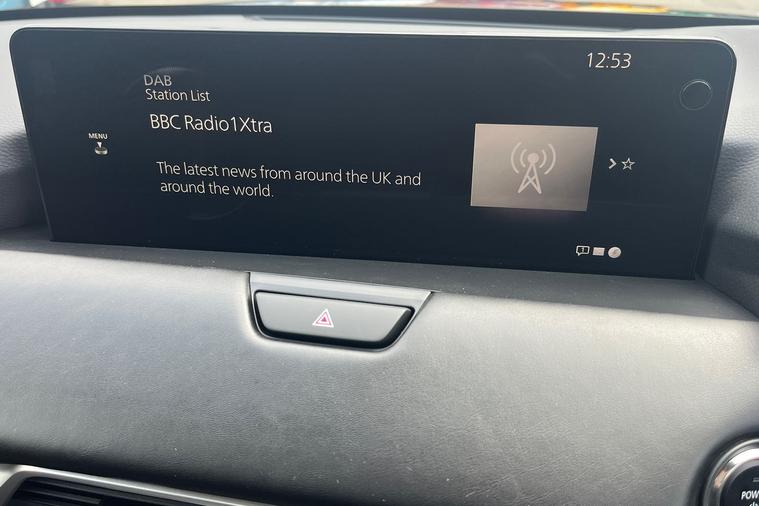 12:53
DAB
Station List
BBC Radio1Xtra
MENU
The latest news from around the UK and
around the world.